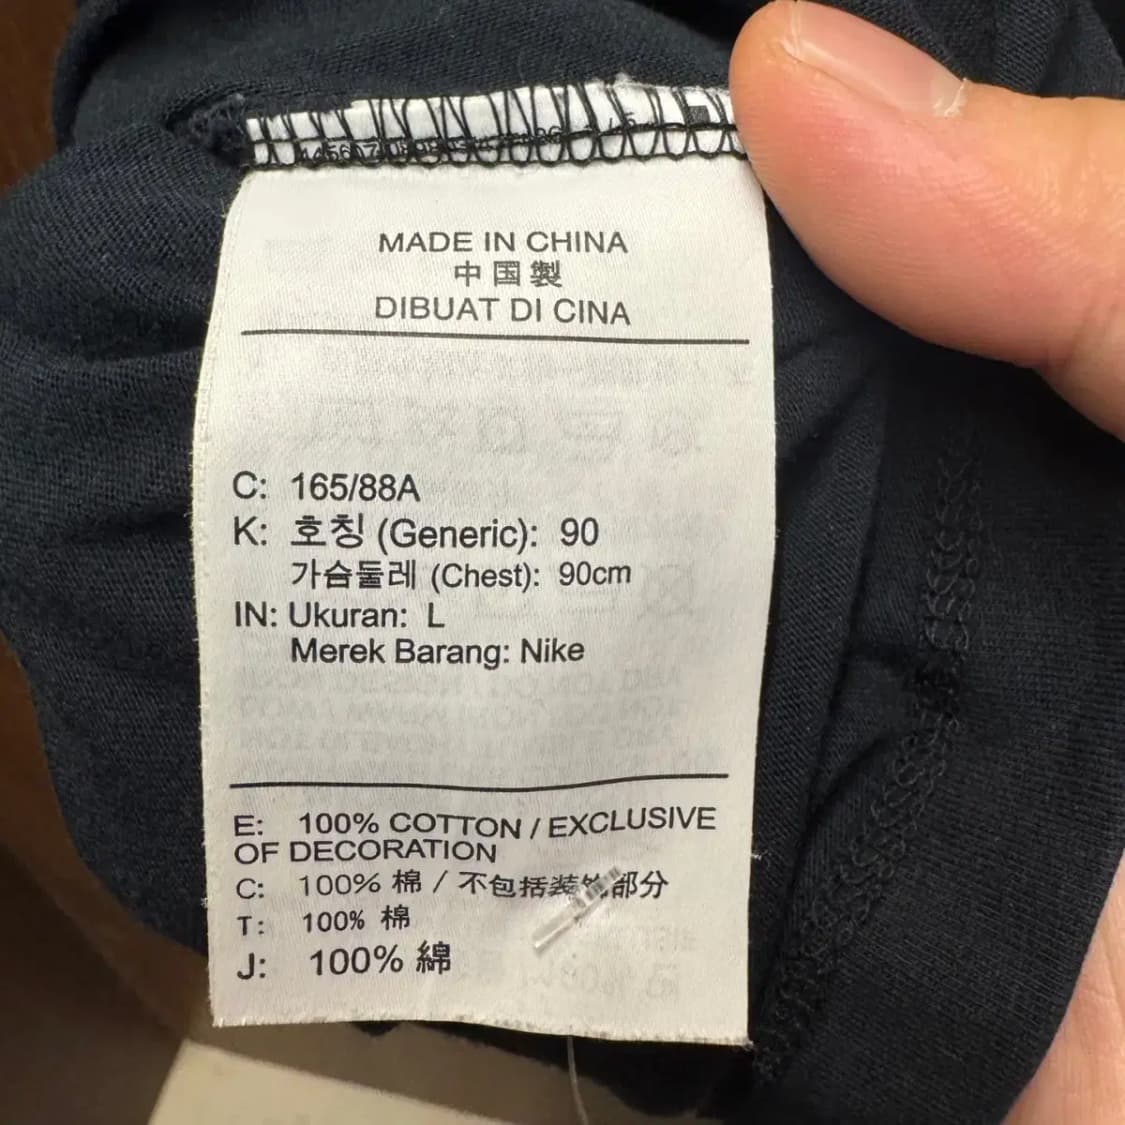 MADE IN CHINA
中国製
DIBUAT DI CINA
C: 165/88A
K: 호칭 (Generic): 90
가슴둘레 (Chest): 90cm
IN: Ukuran: L
Merek Barang: Nike
E: 100% COTTON / EXCLUSIVE
OF DECORATION
C: 100% 棉 / 不包括装饰部分
T: 100% 棉
J: 100% 綿